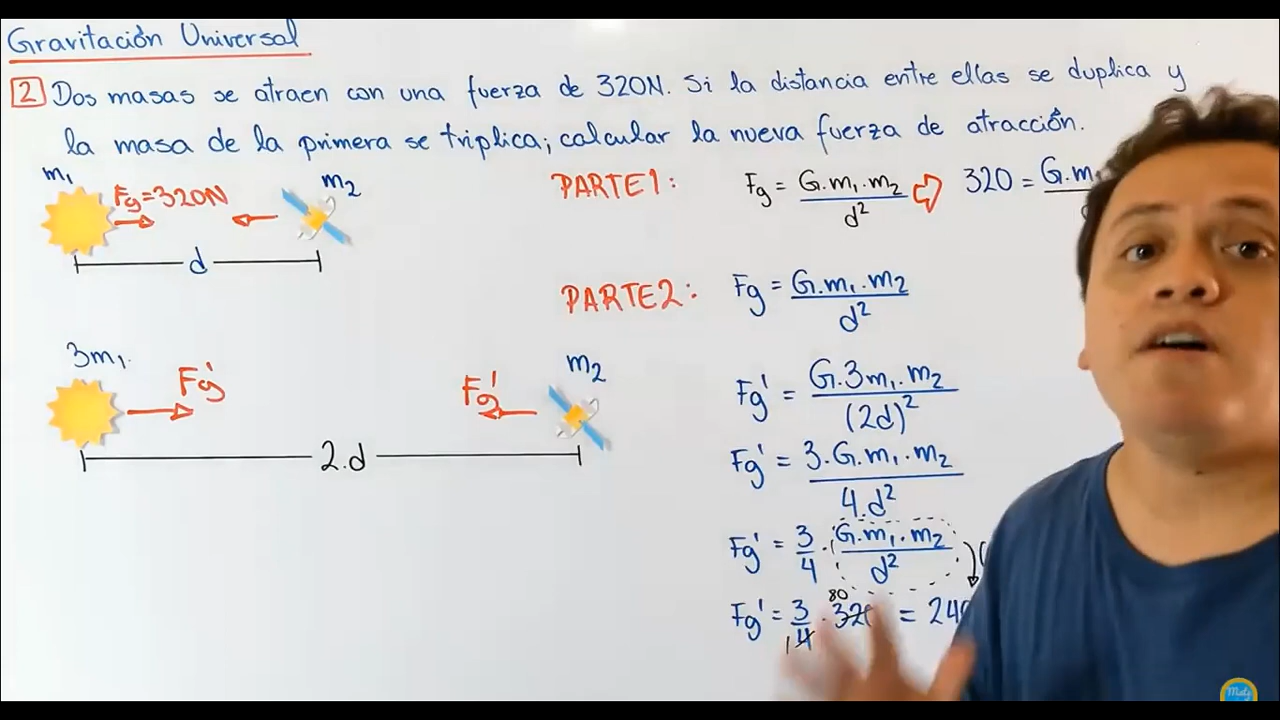 Gravitación Universal
2 Dos masas se atraen con una fuerza de 320N. Si la distancia entre ellas se duplica y
la masa de la primera se triplica; calcular la nueva fuerza de atracción.
m₁
Fg=320N
m₂
d
PARTE1:
Fg = G.m₁.m₂
d²
320 = G.m₁
PARTE2:
Fg = G.m₁.m₂
d²
3m₁.
Fg'
Fg'
m₂
2.d
Fg' = G.3m₁.m₂
(2d)²
Fg' = 3.G.m₁.m₂
4.d²
Fg' = 3/4 . G.m₁.m₂
d²
80
Fg' = 3/4 . 320 = 240
1